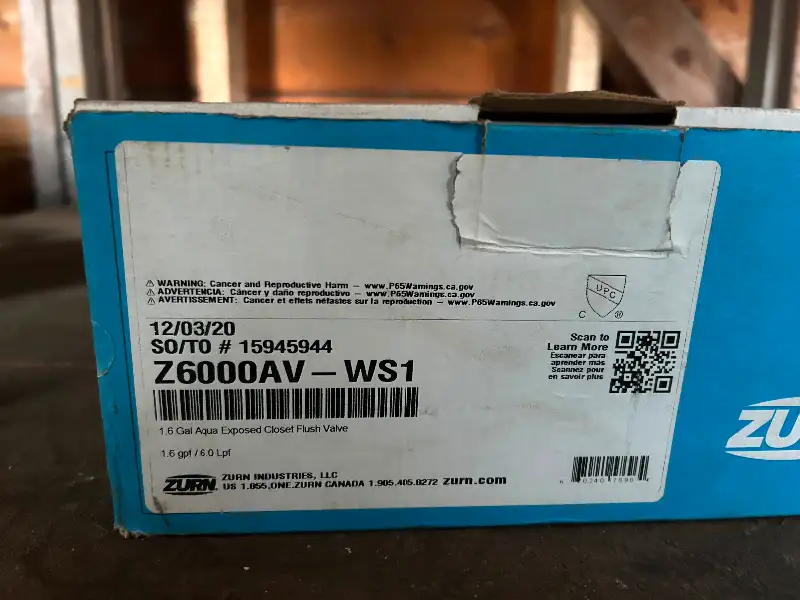 ⚠ WARNING: Cancer and Reproductive Harm – www.P65Warnings.ca.gov
⚠ ADVERTENCIA: Cáncer y daño reproductivo – www.P65Warnings.ca.gov
⚠ AVERTISSEMENT: Cancer et effets néfastes sur la reproduction – www.P65Warnings.ca.gov
UPC
C ®
12/03/20
SO/TO # 15945944
Z6000AV – WS1
Scan to
Learn More
Escanear para
aprender más
Scannez pour
en savoir plus
1.6 Gal Aqua Exposed Closet Flush Valve
1.6 gpf / 6.0 Lpf
ZURN
ZURN INDUSTRIES, LLC
US 1.855.ONE.ZURN CANADA 1.905.405.8272 zurn.com
ZU